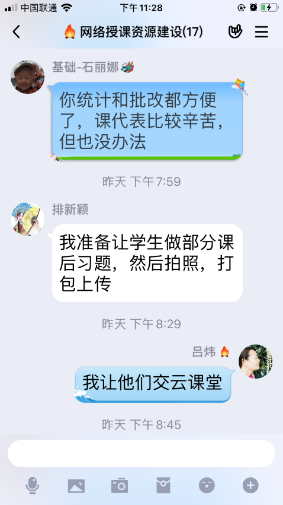 中国联通
下午11:28
网络授课资源建设(17)
基础-石丽娜
你统计和批改都方便
了，课代表比较辛苦，
但也没办法
昨天 下午7:59
排新颖
我准备让学生做部分课
后习题，然后拍照，打
包上传
昨天 下午8:29
吕炜
我让他们交云课堂
昨天 下午8:45